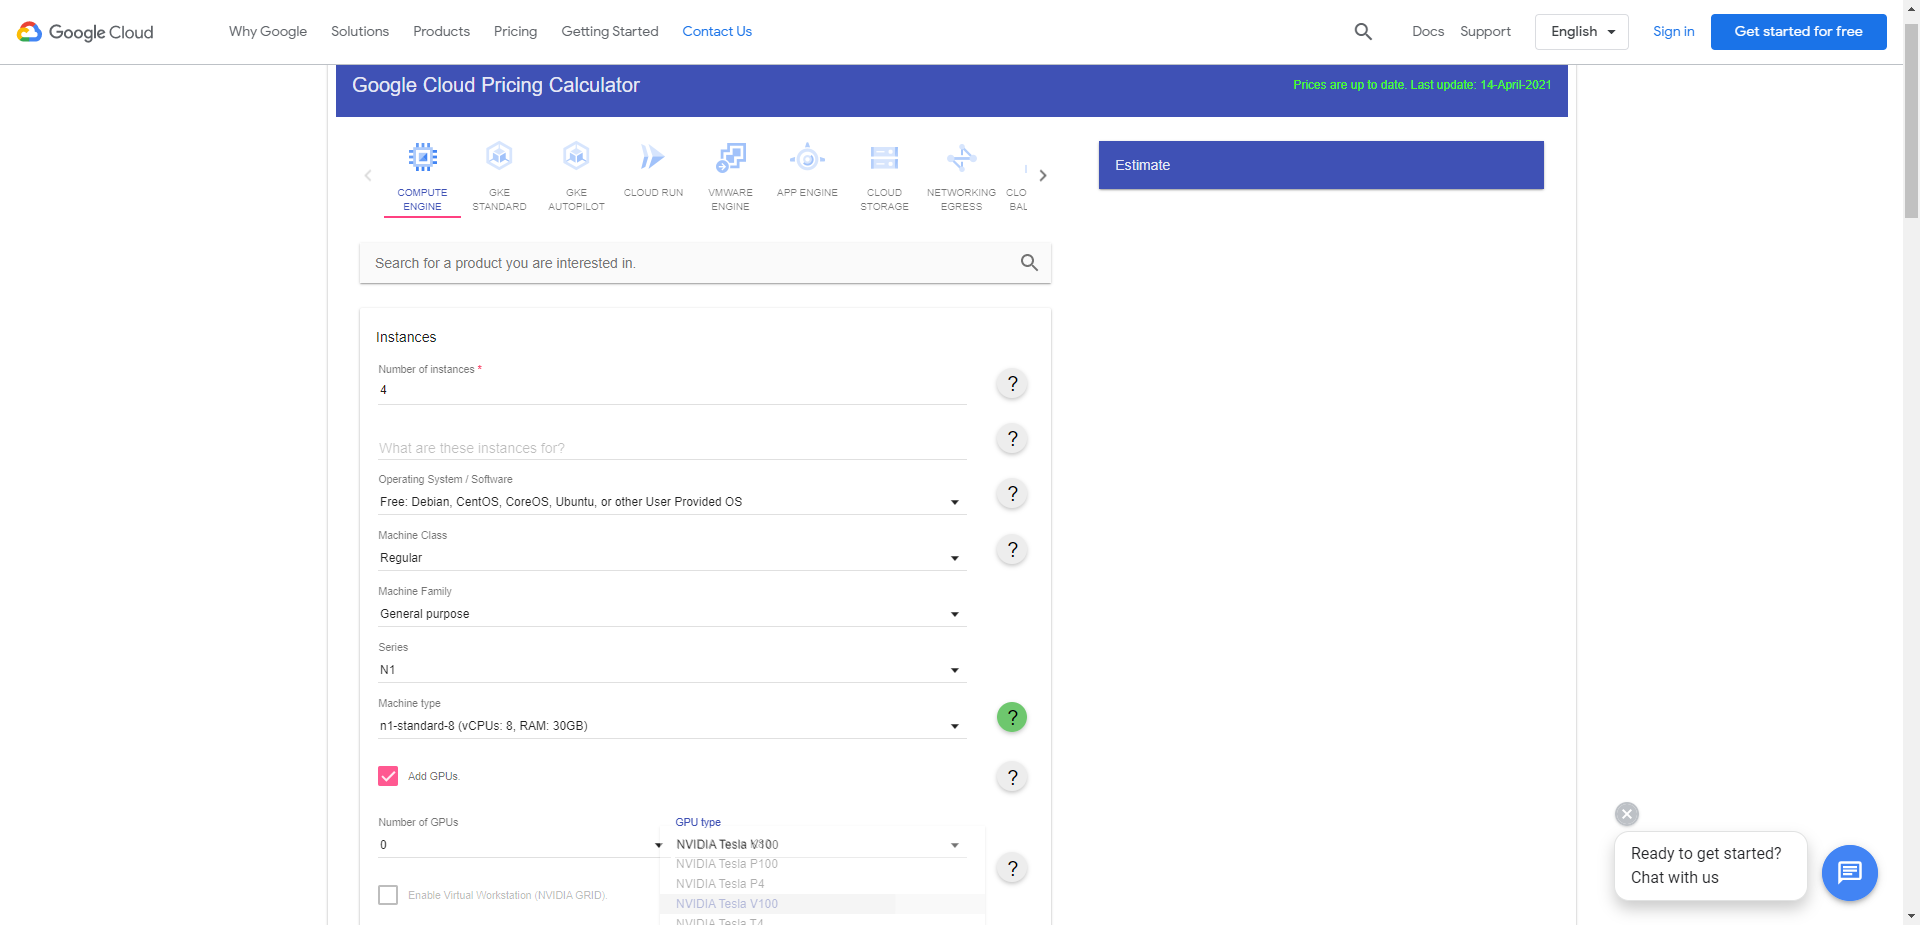 Google Cloud
Why Google
Solutions
Products
Pricing
Getting Started
Contact Us
Docs
Support
English
Sign in
Get started for free
Google Cloud Pricing Calculator
Prices are up to date. Last update: 14-April-2021
COMPUTE
ENGINE
GKE
STANDARD
GKE
AUTOPILOT
CLOUD RUN
VMWARE
ENGINE
APP ENGINE
CLOUD
STORAGE
NETWORKING
EGRESS
CLO
BAL
Estimate
Search for a product you are interested in.
Instances
Number of instances *
4
?
What are these instances for?
?
Operating System / Software
Free: Debian, CentOS, CoreOS, Ubuntu, or other User Provided OS
?
Machine Class
Regular
?
Machine Family
General purpose
Series
N1
Machine type
n1-standard-8 (vCPUs: 8, RAM: 30GB)
?
Add GPUs.
?
Number of GPUs
0
GPU type
NVIDIA Tesla V100
NVIDIA Tesla P100
NVIDIA Tesla P4
NVIDIA Tesla V100
NVIDIA Tesla T4
?
Enable Virtual Workstation (NVIDIA GRID)
Ready to get started?
Chat with us